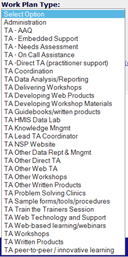 Work Plan Type:
Select Option
Administration
TA - AAQ
TA - Embedded Support
TA - Needs Assessment
TA - On Call Assistance
TA -Direct TA (practitioner support)
TA Coordination
TA Data Analysis/Reporting
TA Delivering Workshops
TA Developing Web Products
TA Developing Workshop Materials
TA Guidebooks/written products
TA HMIS Data Lab
TA Knowledge Mgmt
TA Lead TA Coordinator
TA NSP Website
TA Other Data Rept & Mgmt
TA Other Direct TA
TA Other Web TA
TA Other Workshops
TA Other Written Products
TA Problem Solving Clinics
TA Sample forms/tools/procedures
TA Train the Trainers Session
TA Web Technology and Support
TA Web-based learning/webinars
TA Workshops
TA Written Products
TA peer-to-peer / innovative learning